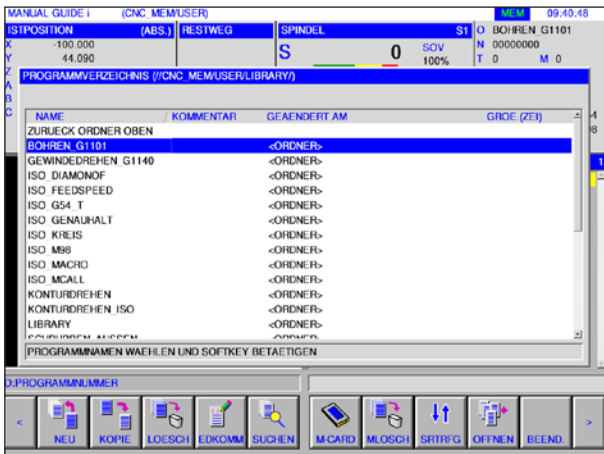 MANUAL GUIDE i (CNC_MEM/USER) MEM 09:40:48
ISTPOSITION (ABS.) RESTWEG SPINDEL S1 O BOHREN_G1101
X -100.000 S 0 SOV 100% N 00000000
Y 44.090 T 0 M 0
Z
A
B
C
PROGRAMMVERZEICHNIS (//CNC_MEM/USER/LIBRARY/)
NAME / KOMMENTAR GEAENDERT AM GROE.(ZEI)
ZURUECK ORDNER OBEN
BOHREN_G1101 <ORDNER>
GEWINDEDREHEN_G1140 <ORDNER>
ISO_DIAMONOF <ORDNER>
ISO_FEEDSPEED <ORDNER>
ISO_G54_T <ORDNER>
ISO_GENAUHALT <ORDNER>
ISO_KREIS <ORDNER>
ISO_M98 <ORDNER>
ISO_MACRO <ORDNER>
ISO_MCALL <ORDNER>
KONTURDREHEN <ORDNER>
KONTURDREHEN_ISO <ORDNER>
LIBRARY <ORDNER>
PROGRAMMNAMEN WAEHLEN UND SOFTKEY BETAETIGEN
O:PROGRAMMNUMMER
< NEU KOPIE LOESCH EDKOMM SUCHEN M-CARD MLOSCH SRTRFG OFFNEN BEEND. >